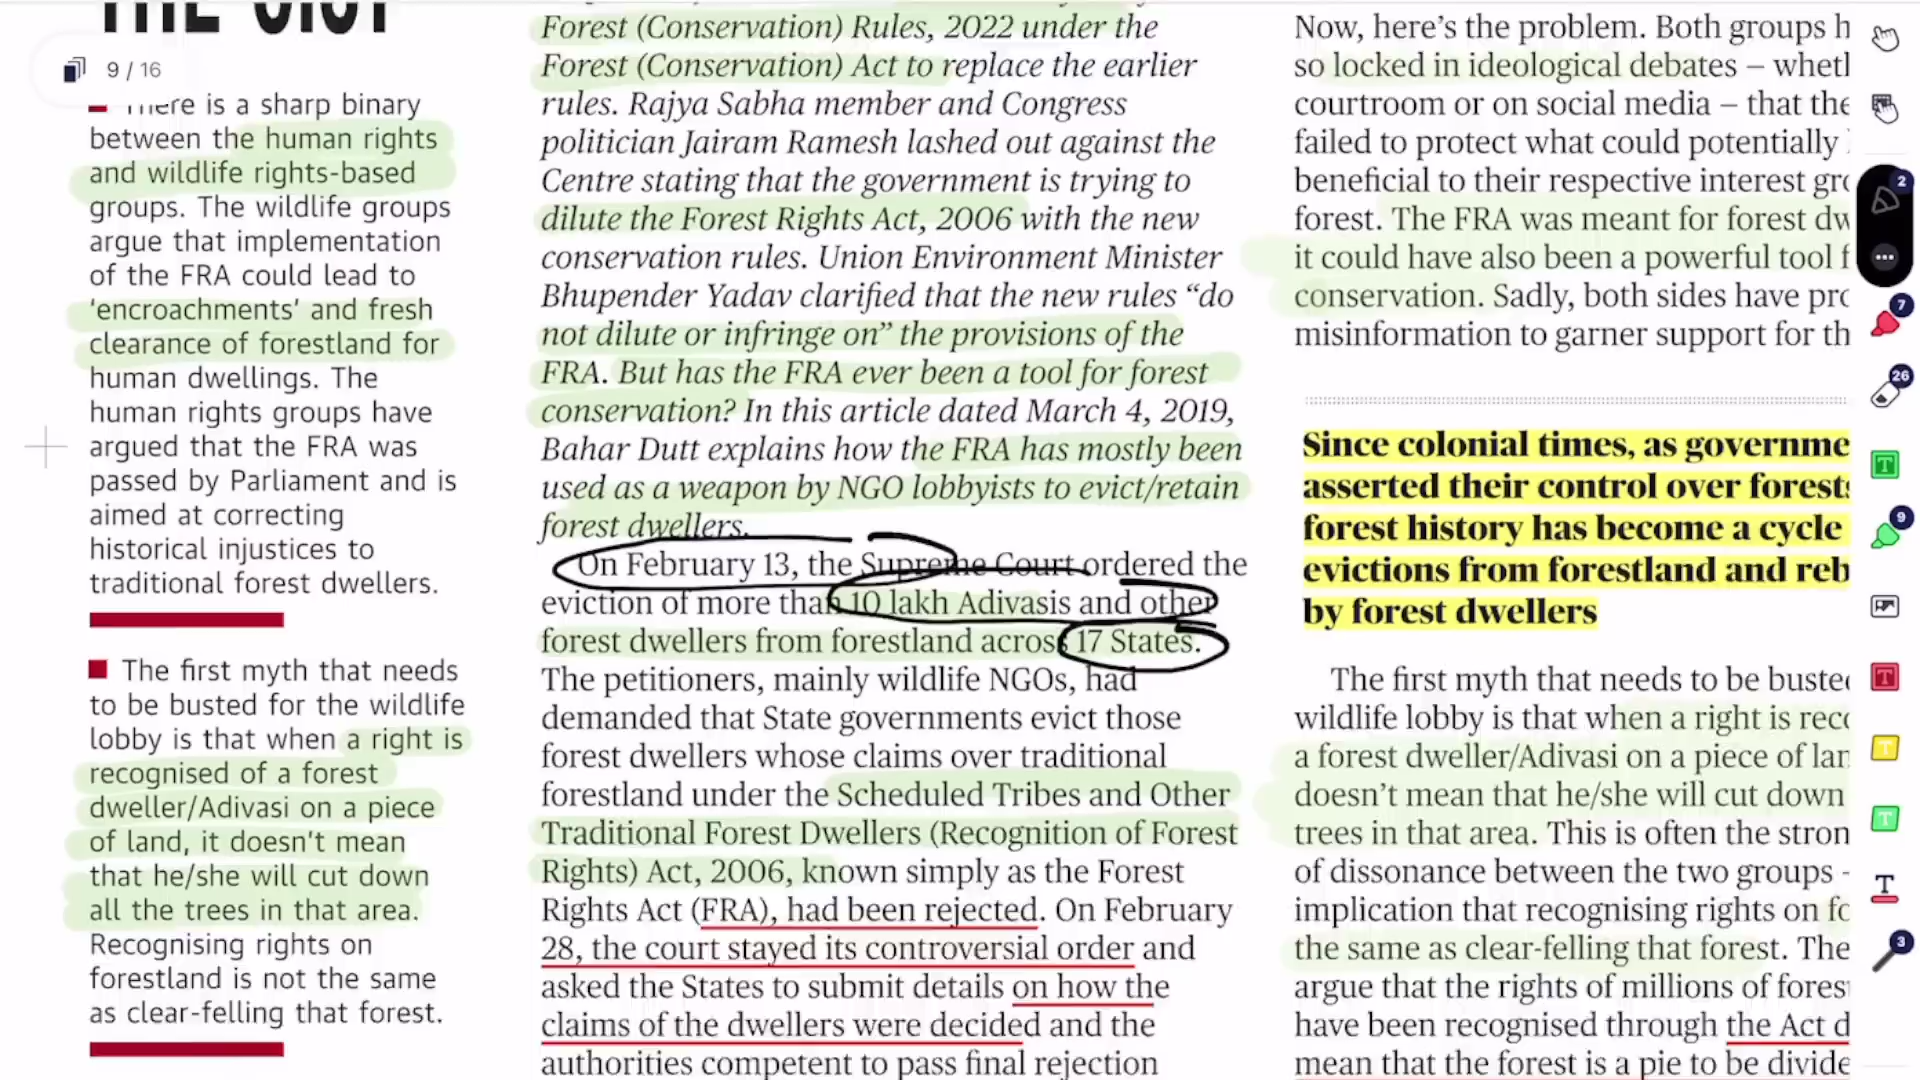 THE GIST
9 / 16
There is a sharp binary
between the human rights
and wildlife rights-based
groups. The wildlife groups
argue that implementation
of the FRA could lead to
‘encroachments’ and fresh
clearance of forestland for
human dwellings. The
human rights groups have
argued that the FRA was
passed by Parliament and is
aimed at correcting
historical injustices to
traditional forest dwellers.
The first myth that needs
to be busted for the wildlife
lobby is that when a right is
recognised of a forest
dweller/Adivasi on a piece
of land, it doesn't mean
that he/she will cut down
all the trees in that area.
Recognising rights on
forestland is not the same
as clear-felling that forest.
Forest (Conservation) Rules, 2022 under the
Forest (Conservation) Act to replace the earlier
rules. Rajya Sabha member and Congress
politician Jairam Ramesh lashed out against the
Centre stating that the government is trying to
dilute the Forest Rights Act, 2006 with the new
conservation rules. Union Environment Minister
Bhupender Yadav clarified that the new rules “do
not dilute or infringe on” the provisions of the
FRA. But has the FRA ever been a tool for forest
conservation? In this article dated March 4, 2019,
Bahar Dutt explains how the FRA has mostly been
used as a weapon by NGO lobbyists to evict/retain
forest dwellers.
On February 13, the Supreme Court ordered the
eviction of more than 10 lakh Adivasis and other
forest dwellers from forestland across 17 States.
The petitioners, mainly wildlife NGOs, had
demanded that State governments evict those
forest dwellers whose claims over traditional
forestland under the Scheduled Tribes and Other
Traditional Forest Dwellers (Recognition of Forest
Rights) Act, 2006, known simply as the Forest
Rights Act (FRA), had been rejected. On February
28, the court stayed its controversial order and
asked the States to submit details on how the
claims of the dwellers were decided and the
authorities competent to pass final rejection
Now, here’s the problem. Both groups h
so locked in ideological debates – whetl
courtroom or on social media – that the
failed to protect what could potentially
beneficial to their respective interest gro
forest. The FRA was meant for forest dw
it could have also been a powerful tool f
conservation. Sadly, both sides have pro
misinformation to garner support for th
Since colonial times, as governme
asserted their control over forests
forest history has become a cycle
evictions from forestland and reb
by forest dwellers
The first myth that needs to be busted
wildlife lobby is that when a right is reco
a forest dweller/Adivasi on a piece of lan
doesn’t mean that he/she will cut down
trees in that area. This is often the stron
of dissonance between the two groups -
implication that recognising rights on fo
the same as clear-felling that forest. The
argue that the rights of millions of fores
have been recognised through the Act d
mean that the forest is a pie to be divide
2
7
26
9
3